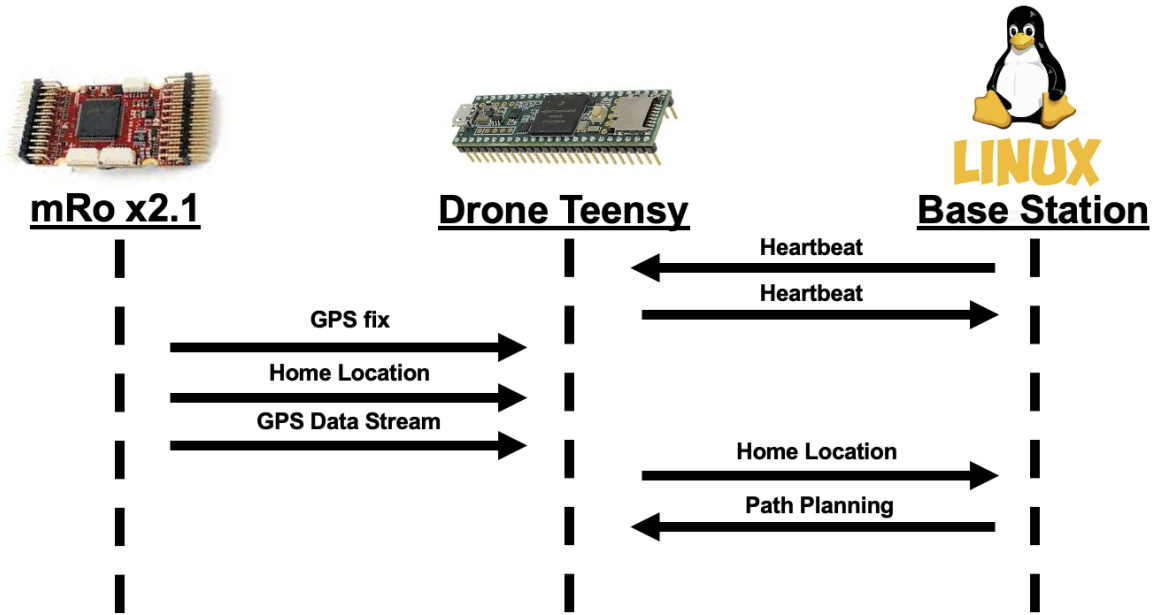 LINUX
mRo x2.1
Drone Teensy
Base Station
Heartbeat
Heartbeat
GPS fix
Home Location
GPS Data Stream
Home Location
Path Planning